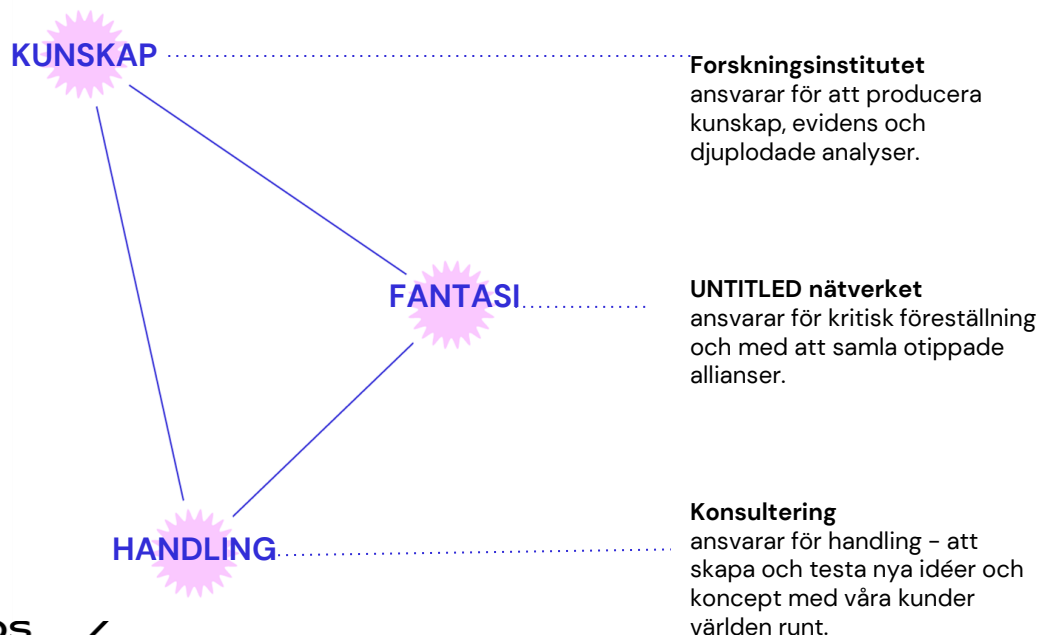 KUNSKAP
Forskningsinstitutet
ansvarar för att producera
kunskap, evidens och
djuplodade analyser.
FANTASI
UNTITLED nätverket
ansvarar för kritisk föreställning
och med att samla otippade
allianser.
HANDLING
Konsultering
ansvarar för handling – att
skapa och testa nya idéer och
koncept med våra kunder
världen runt.